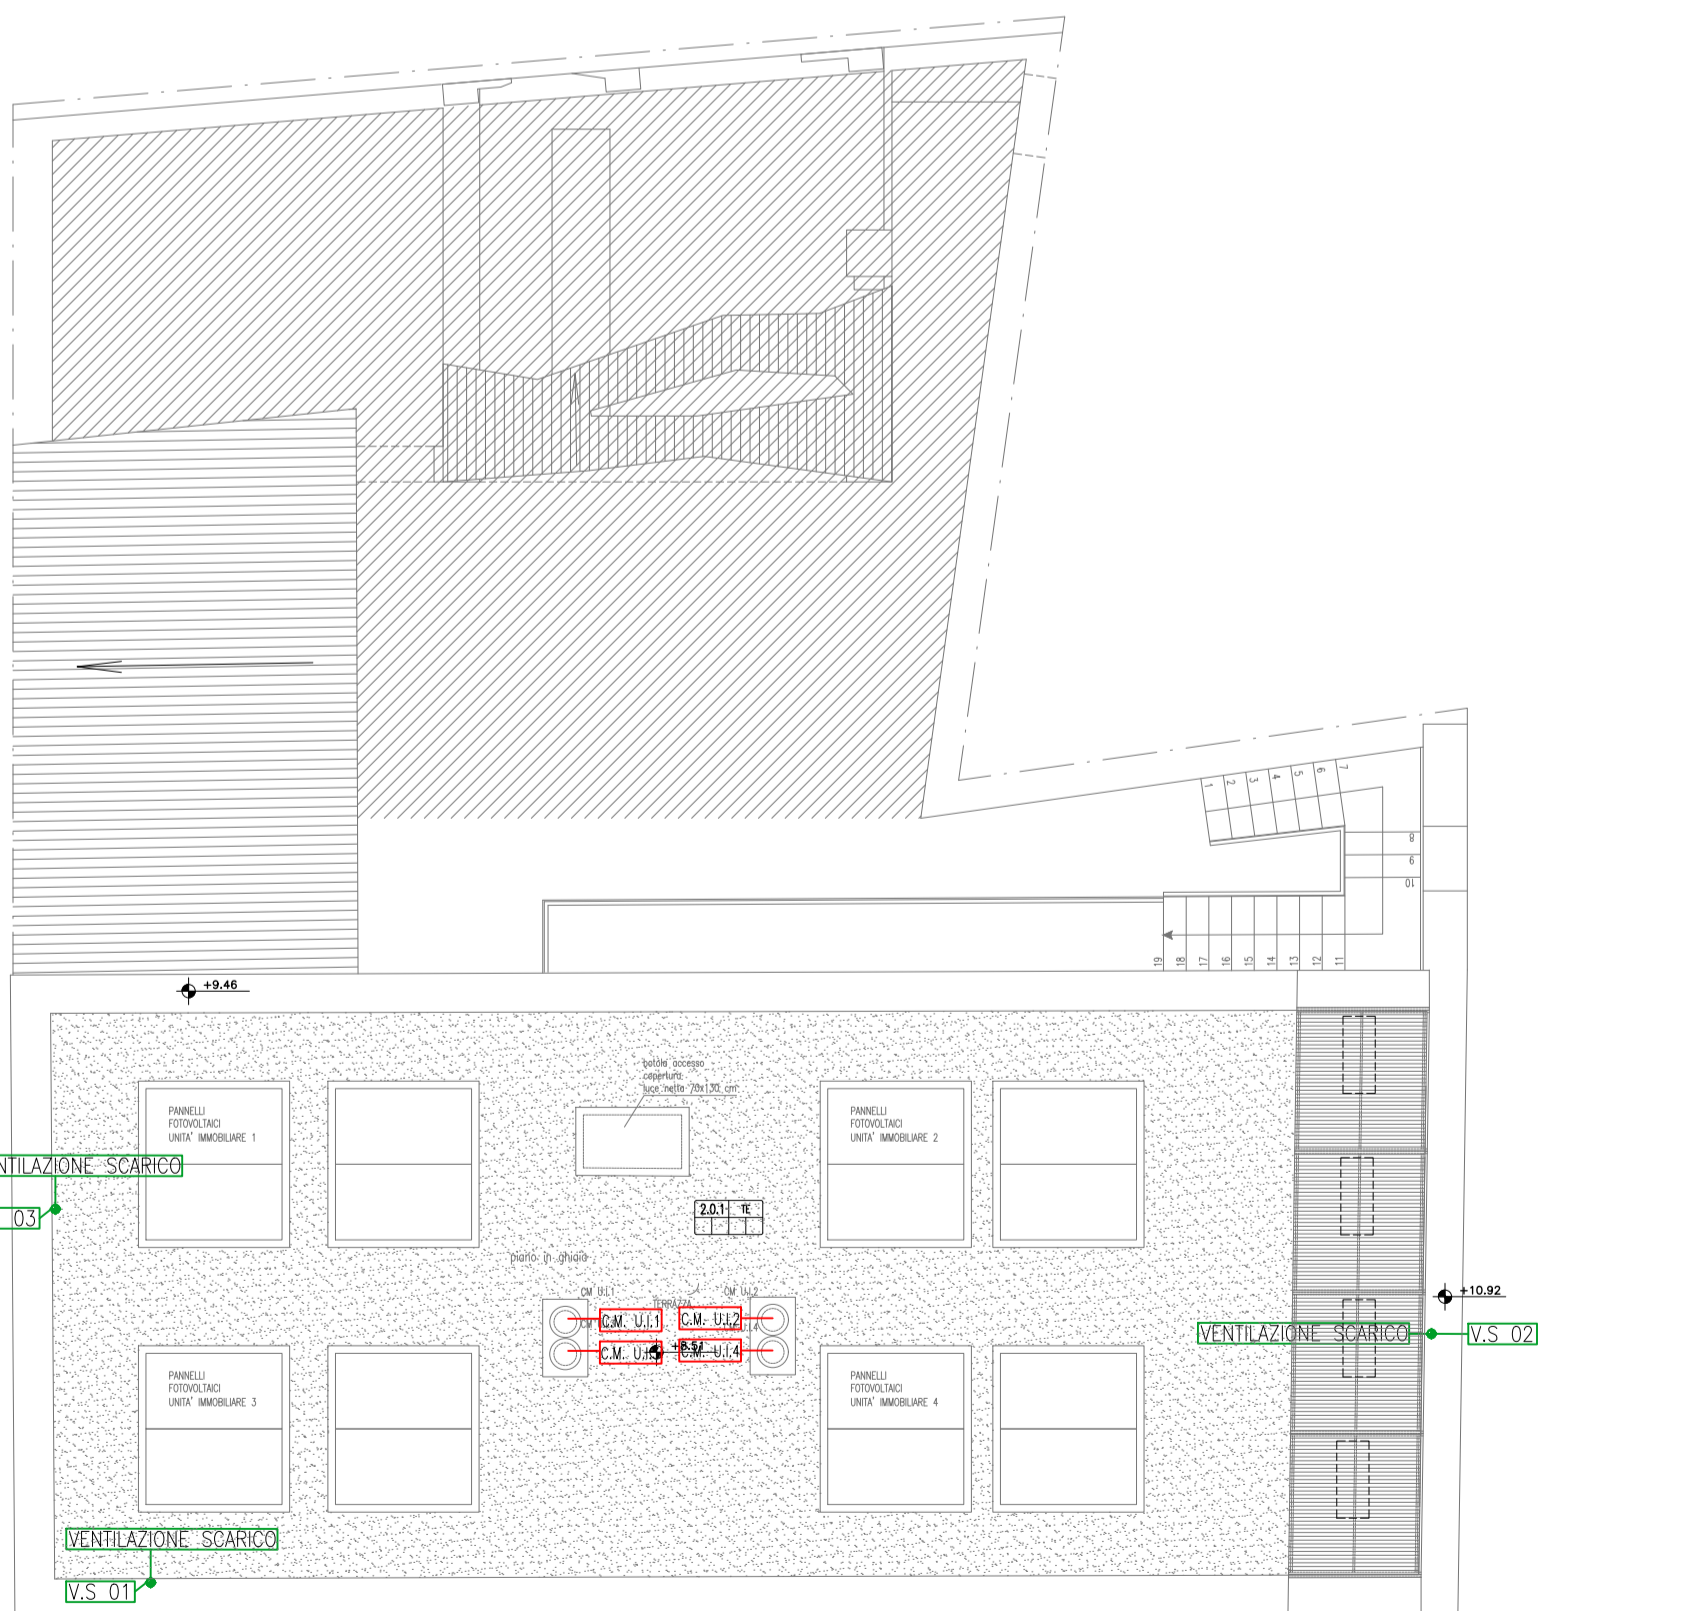 1
2
3
4
5
6
7
8
9
10
19
18
17
16
15
14
13
12
11
+9.46
botola accesso
copertura
luce netta 70x130 cm
PANNELLI
FOTOVOLTAICI
UNITA' IMMOBILIARE 1
PANNELLI
FOTOVOLTAICI
UNITA' IMMOBILIARE 2
NTILAZIONE SCARICO
03
2.0.1 TE
piano in ghiaia
CM U.I.1
CM U.I.2
TERRAZZA
+10.92
C.M. U.I.1
C.M. U.I.2
CM
U.I.4
VENTILAZIONE SCARICO
V.S 02
C.M. U.I.
C.M. U.I.4
PANNELLI
FOTOVOLTAICI
UNITA' IMMOBILIARE 3
PANNELLI
FOTOVOLTAICI
UNITA' IMMOBILIARE 4
VENTILAZIONE SCARICO
V.S 01